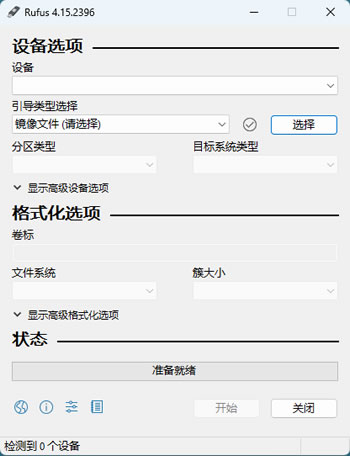 Rufus 4.15.2396
设备选项
设备
引导类型选择
镜像文件 (请选择)
选择
分区类型
目标系统类型
显示高级设备选项
格式化选项
卷标
文件系统
簇大小
显示高级格式化选项
状态
准备就绪
开始
关闭
检测到 0 个设备